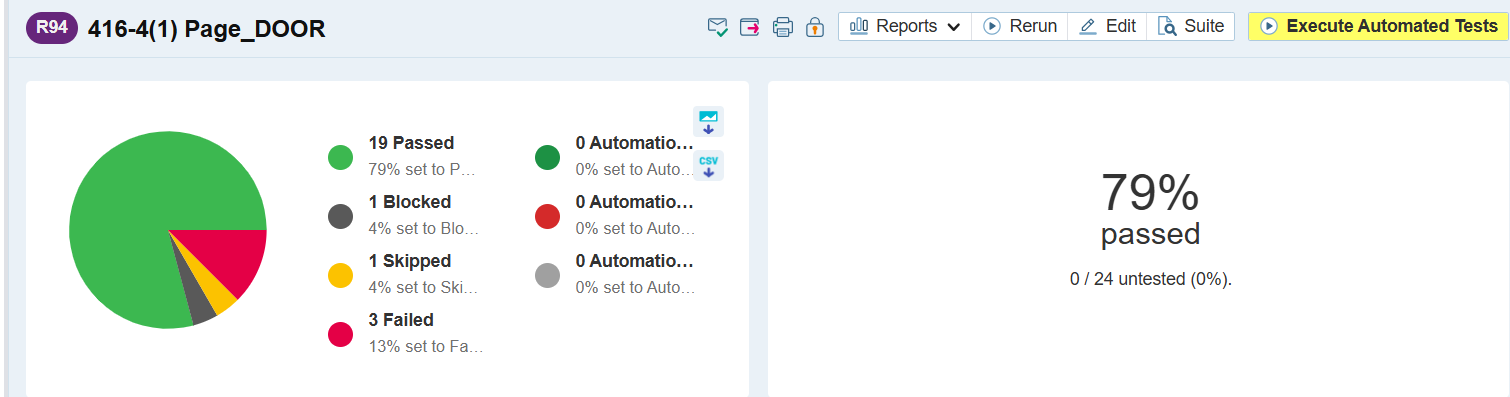 R94 416-4(1) Page_DOOR
Reports Rerun Edit Suite Execute Automated Tests
19 Passed
79% set to P…
1 Blocked
4% set to Blo…
1 Skipped
4% set to Ski…
3 Failed
13% set to Fa…
0 Automatio…
0% set to Auto…
0 Automatio…
0% set to Auto…
0 Automatio…
0% set to Auto…
CSV
79%
passed
0 / 24 untested (0%).